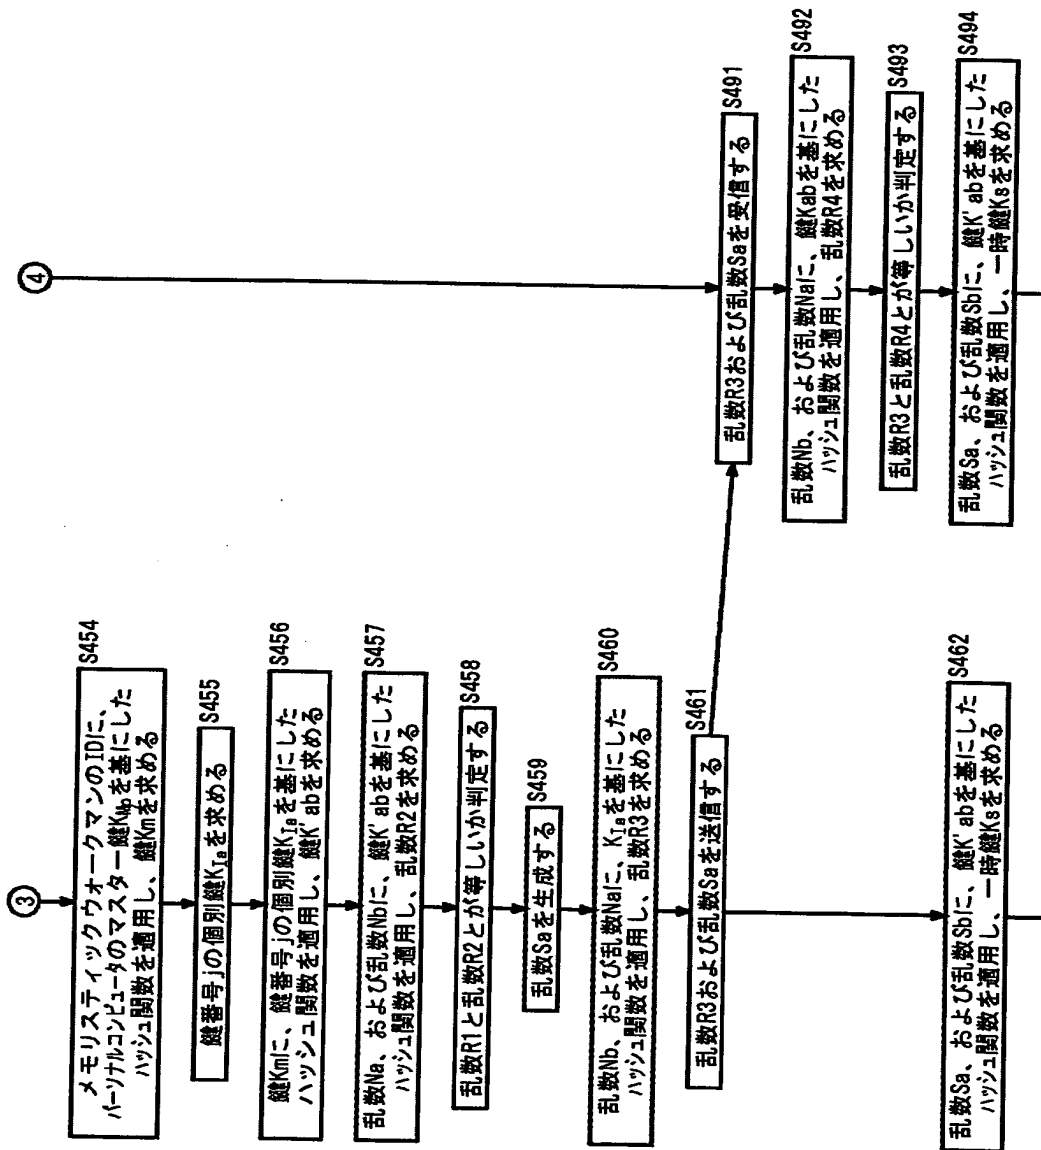 ③
メモリスティックウォークマンのIDに、
パーソナルコンピュータのマスター鍵KMbを基にした
ハッシュ関数を適用し、鍵Kmを求める
S454
鍵番号jの個別鍵KIaを求める
S455
鍵Kmに、鍵番号jの個別鍵KIaを基にした
ハッシュ関数を適用し、鍵K'abを求める
S456
乱数Na、および乱数Nbに、鍵K'abを基にした
ハッシュ関数を適用し、乱数R2を求める
S457
乱数R1と乱数R2とが等しいか判定する
S458
乱数Saを生成する
S459
乱数Nb、および乱数Naに、KIaを基にした
ハッシュ関数を適用し、乱数R3を求める
S460
乱数R3および乱数Saを送信する
S461
乱数Sa、および乱数Sbに、鍵K'abを基にした
ハッシュ関数を適用し、一時鍵Ksを求める
S462
④
乱数R3および乱数Saを受信する
S491
乱数Nb、および乱数Naに、鍵Kabを基にした
ハッシュ関数を適用し、乱数R4を求める
S492
乱数R3と乱数R4とが等しいか判定する
S493
乱数Sa、および乱数Sbに、鍵K'abを基にした
ハッシュ関数を適用し、一時鍵Ksを求める
S494